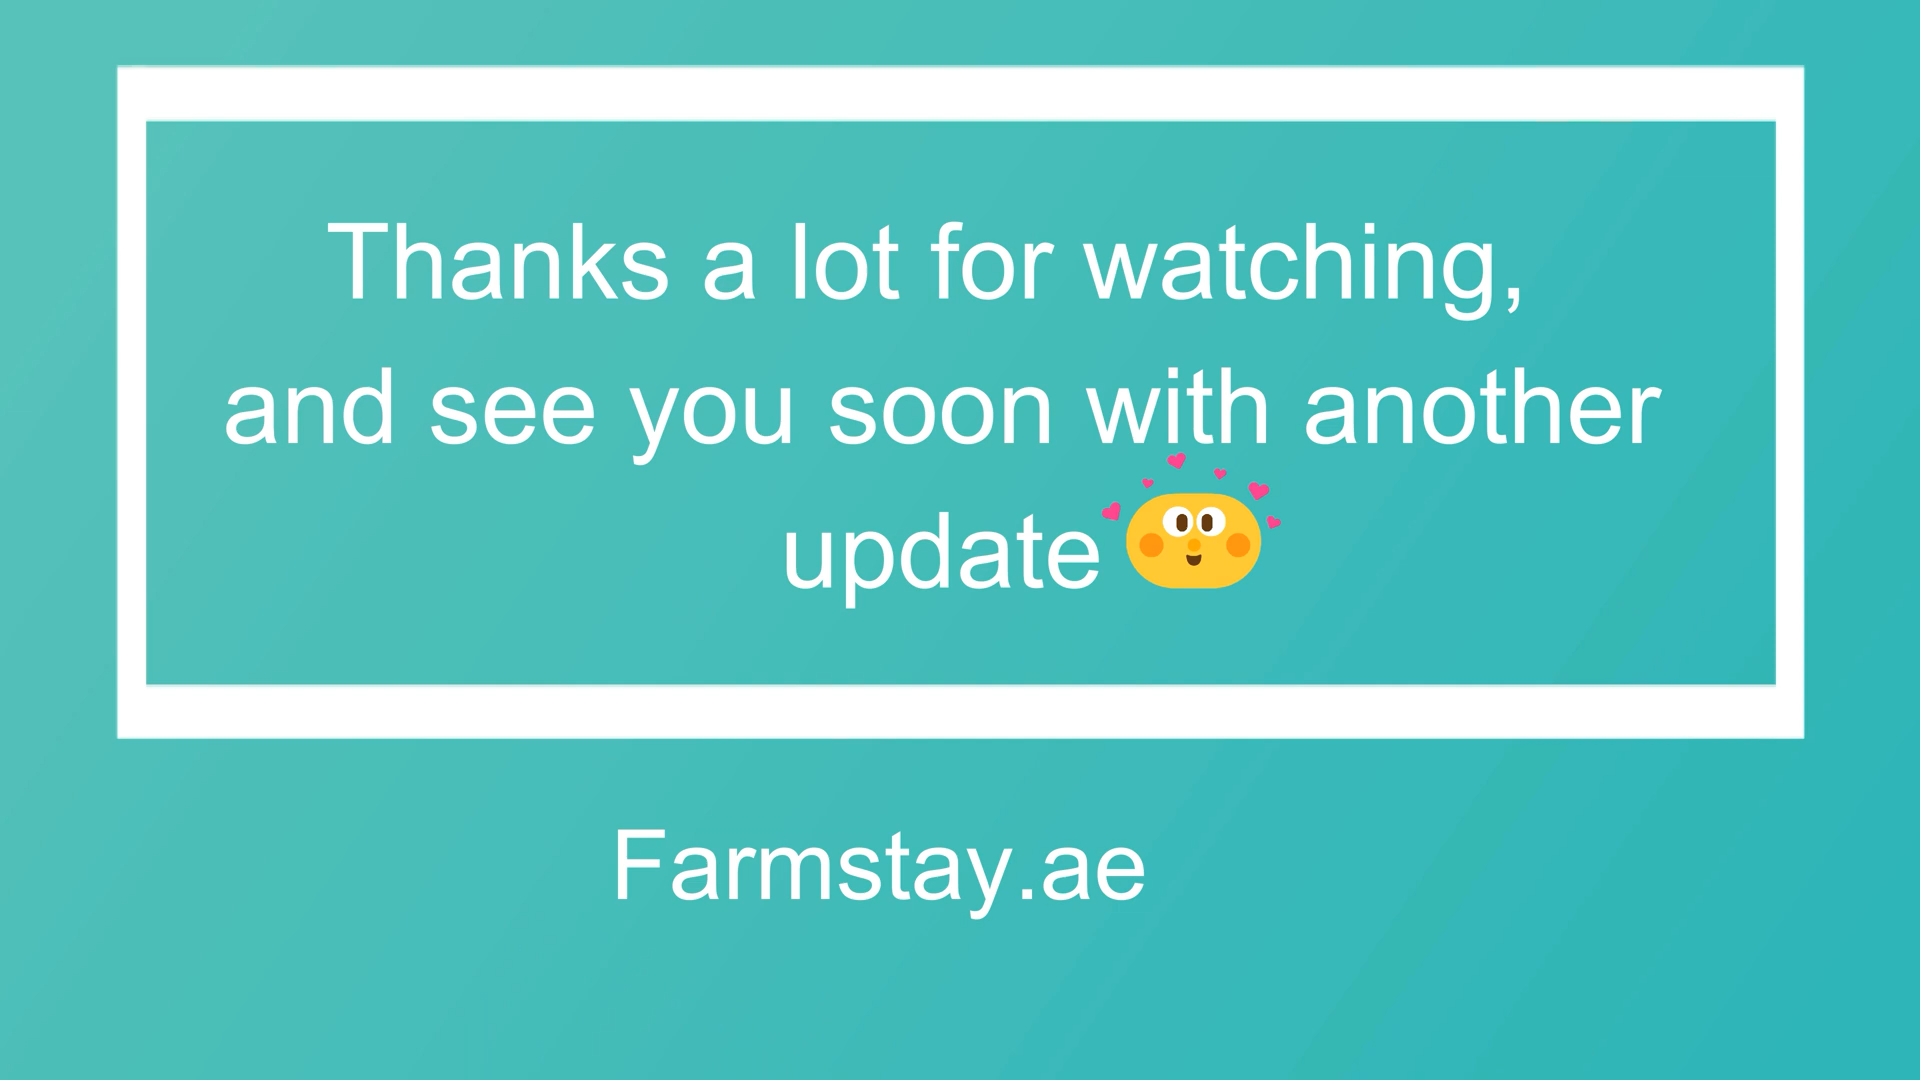 Thanks a lot for watching,
and see you soon with another
update
Farmstay.ae